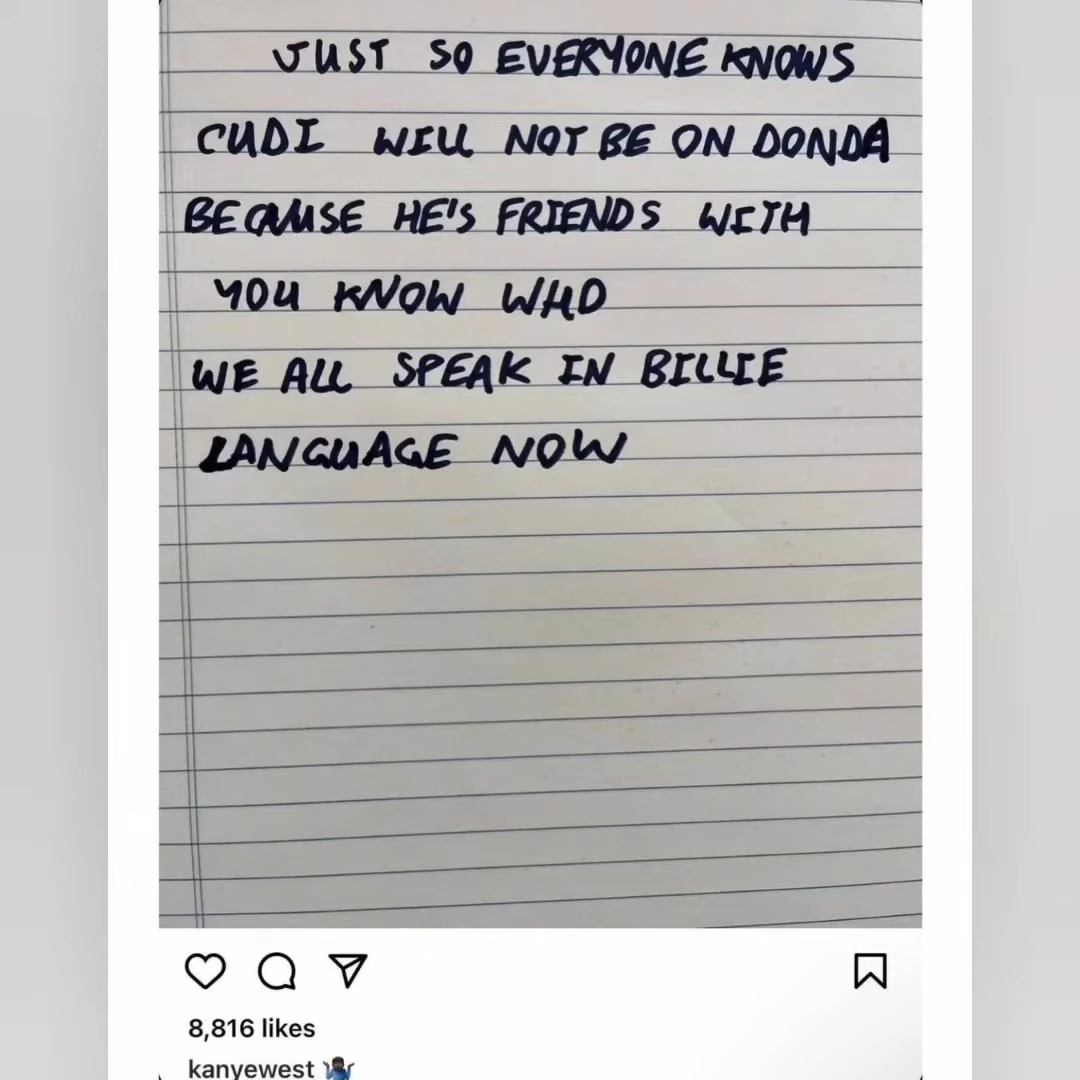 JUST SO EVERYONE KNOWS
CUDI WILL NOT BE ON DONDA
BECAUSE HE'S FRIENDS WITH
YOU KNOW WHO
WE ALL SPEAK IN BILLIE
LANGUAGE NOW
8,816 likes
kanyewest 🤷🏿‍♂️